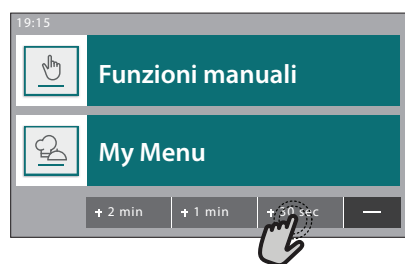 19:15
Funzioni manuali
My Menu
+ 2 min + 1 min + 30 sec —